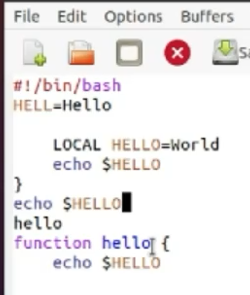 File Edit Options Buffers
#!/bin/bash
HELL=Hello
LOCAL HELLO=World
echo $HELLO
}
echo $HELLO
hello
function hello {
echo $HELLO